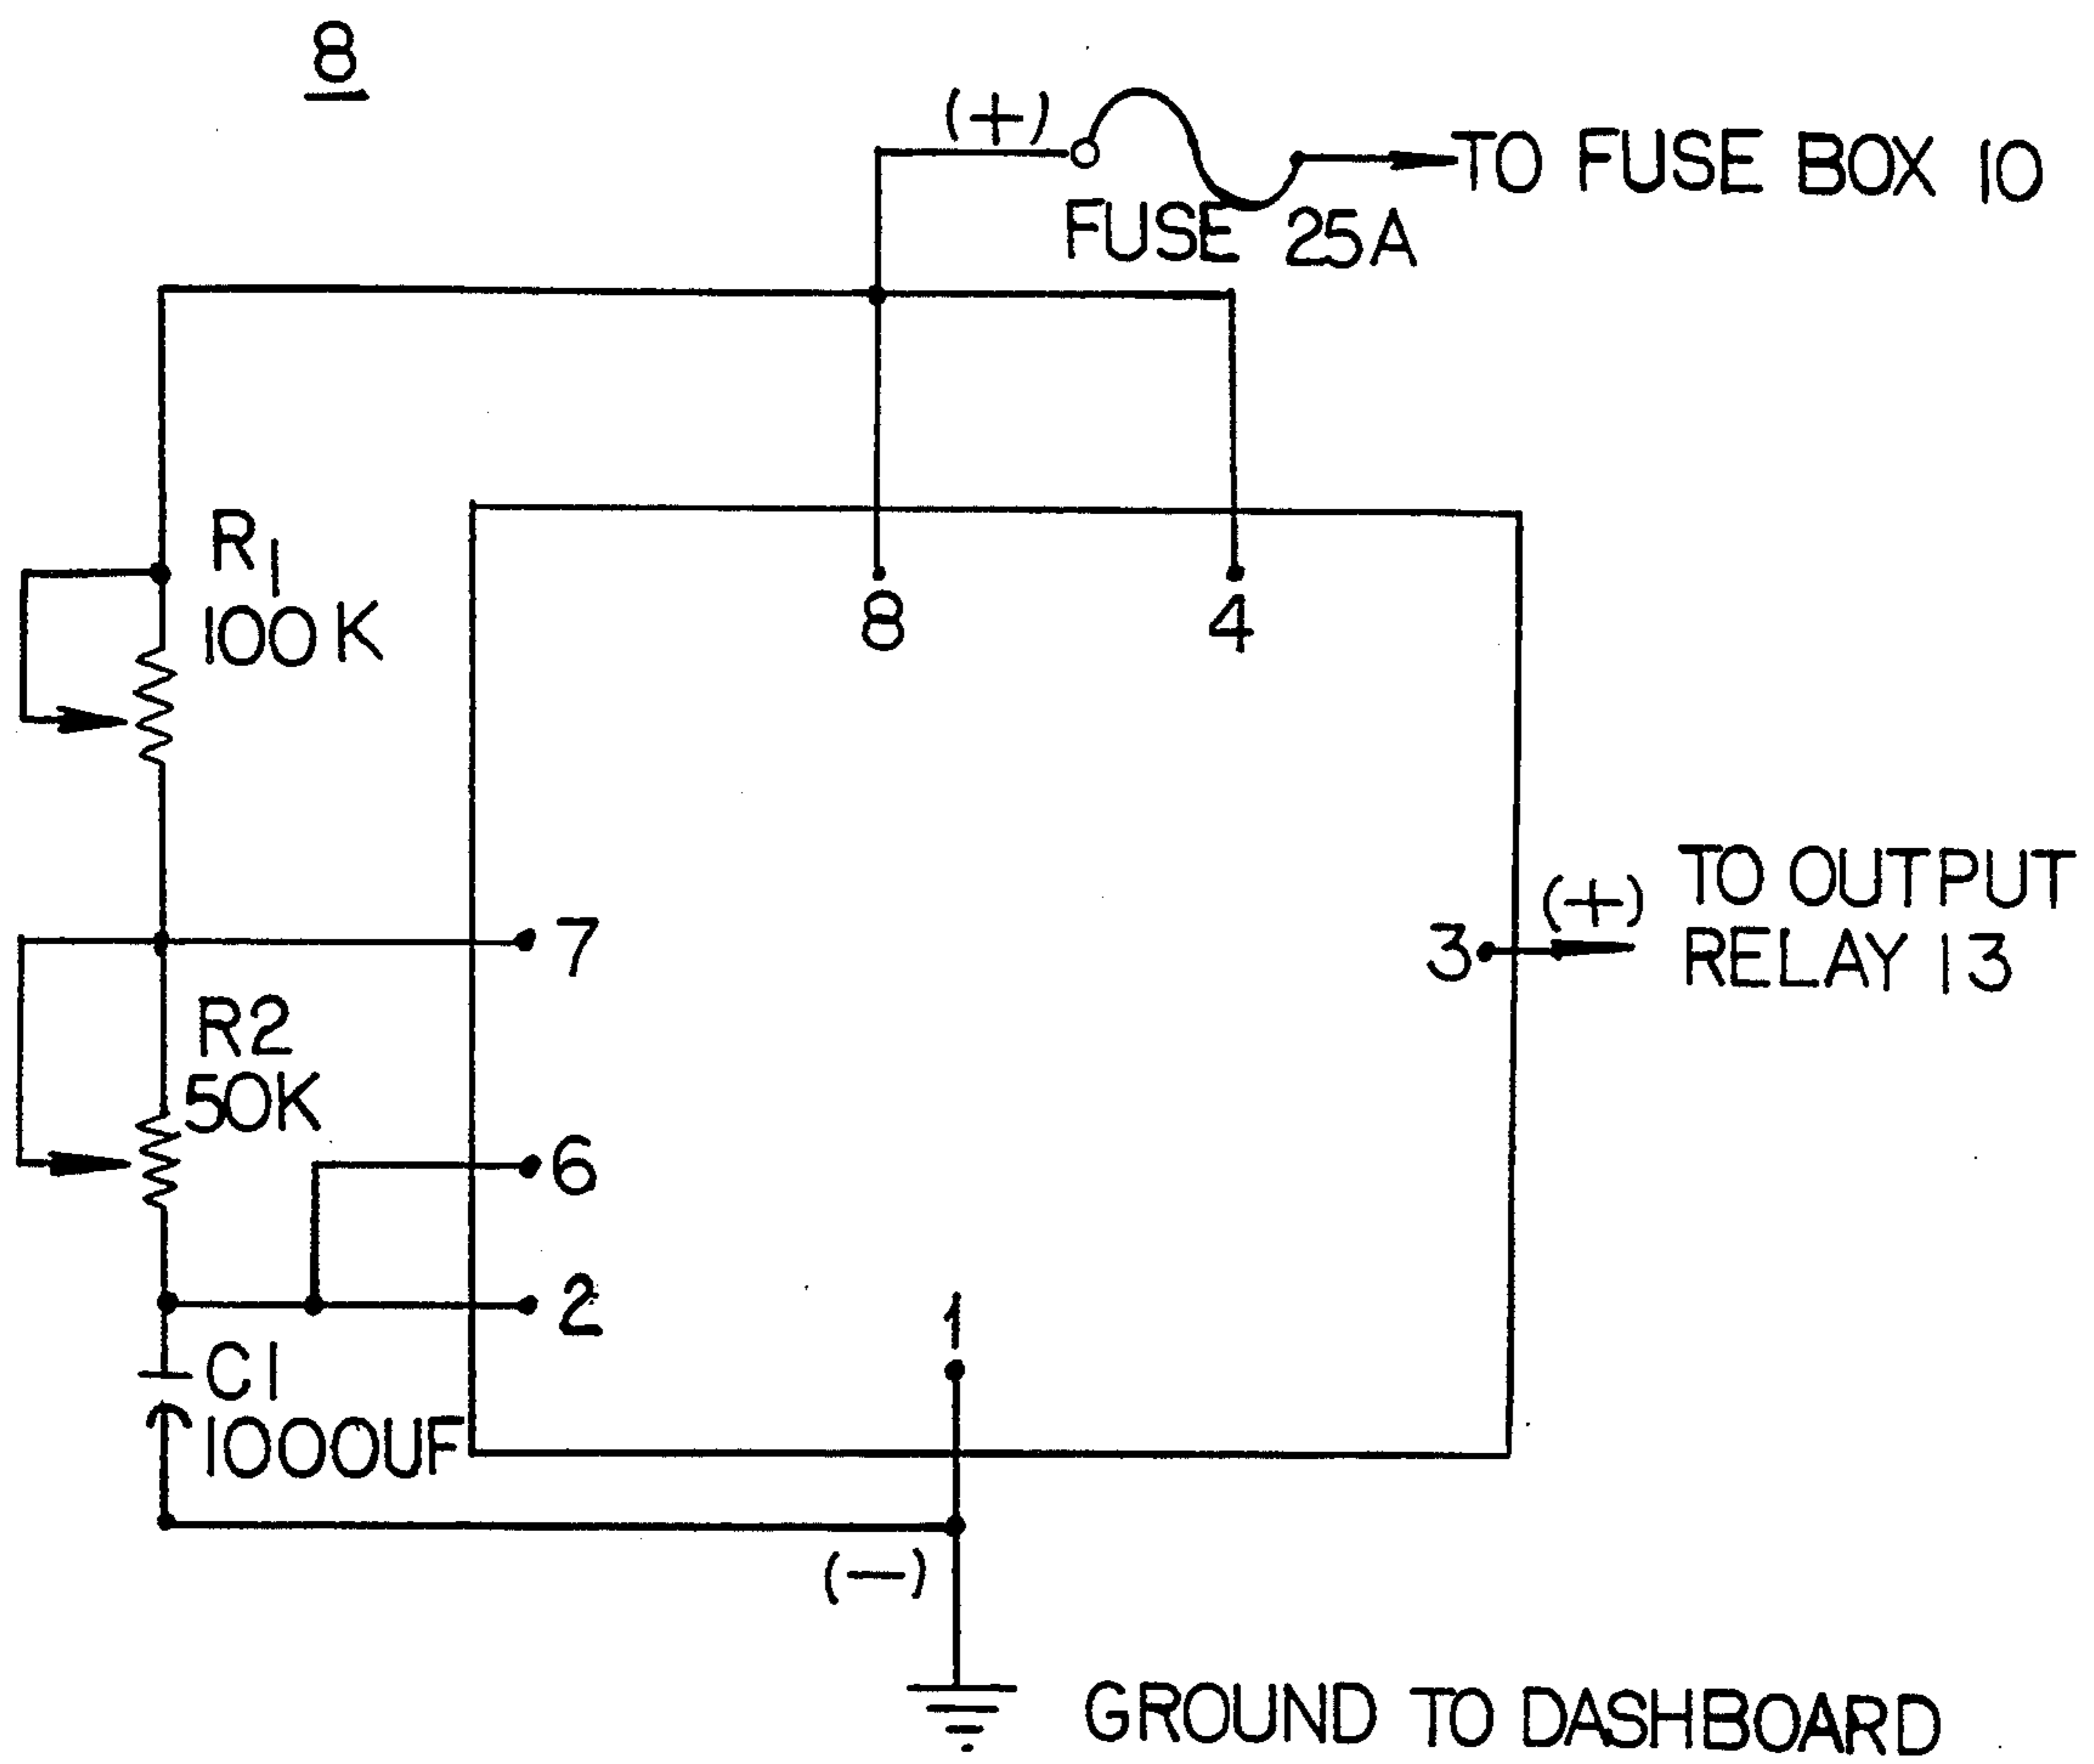 8
(+)
TO FUSE BOX 10
FUSE 25A
R1
100K
8
4
7
TO OUTPUT
RELAY 13
(+)
3
R2
50K
6
2
1
C1
1000UF
(—)
GROUND TO DASHBOARD